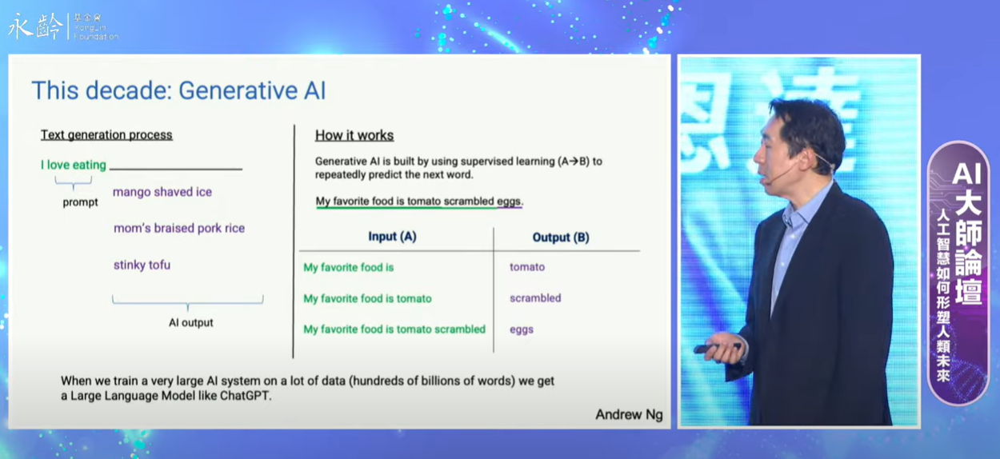 永齡
基金會
YongLin
Foundation
This decade: Generative AI
Text generation process
I love eating
prompt
mango shaved ice
mom's braised pork rice
stinky tofu
AI output
How it works
Generative AI is built by using supervised learning (A→B) to
repeatedly predict the next word.
My favorite food is tomato scrambled eggs.
Input (A) Output (B)
My favorite food is tomato
My favorite food is tomato scrambled
My favorite food is tomato scrambled eggs
When we train a very large AI system on a lot of data (hundreds of billions of words) we get
a Large Language Model like ChatGPT.
Andrew Ng
恩達
AI大師論壇
人工智慧如何形塑人類未來